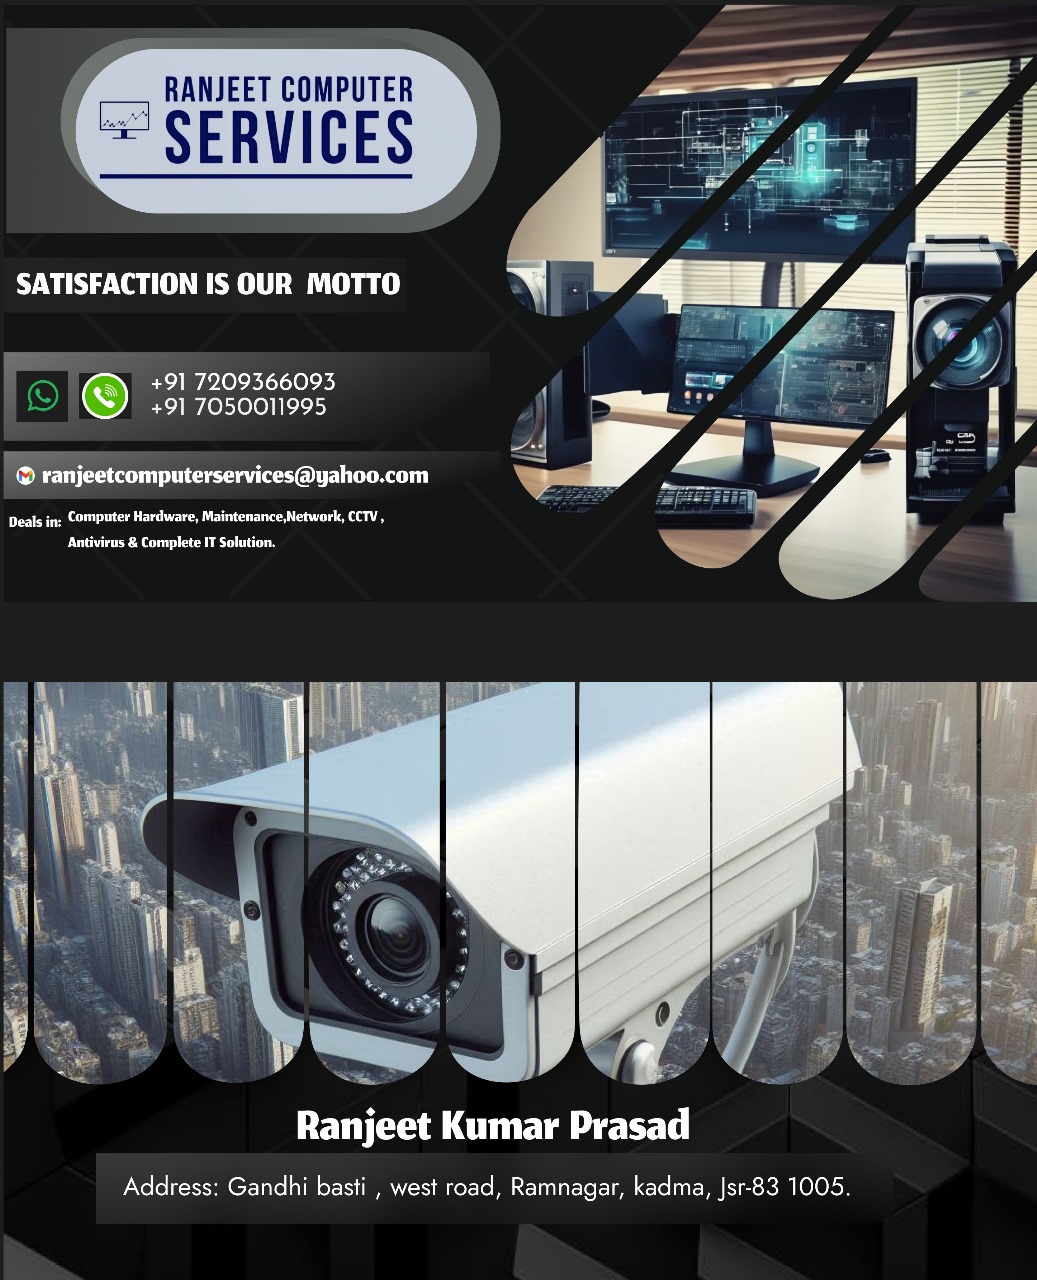 RANJEET COMPUTER
SERVICES
SATISFACTION IS OUR MOTTO
+91 7209366093
+91 7050011995
ranjeetcomputerservices@yahoo.com
Deals in: Computer Hardware, Maintenance,Network, CCTV ,
Antivirus & Complete IT Solution.
Ranjeet Kumar Prasad
Address: Gandhi basti , west road, Ramnagar, kadma, Jsr-83 1005.